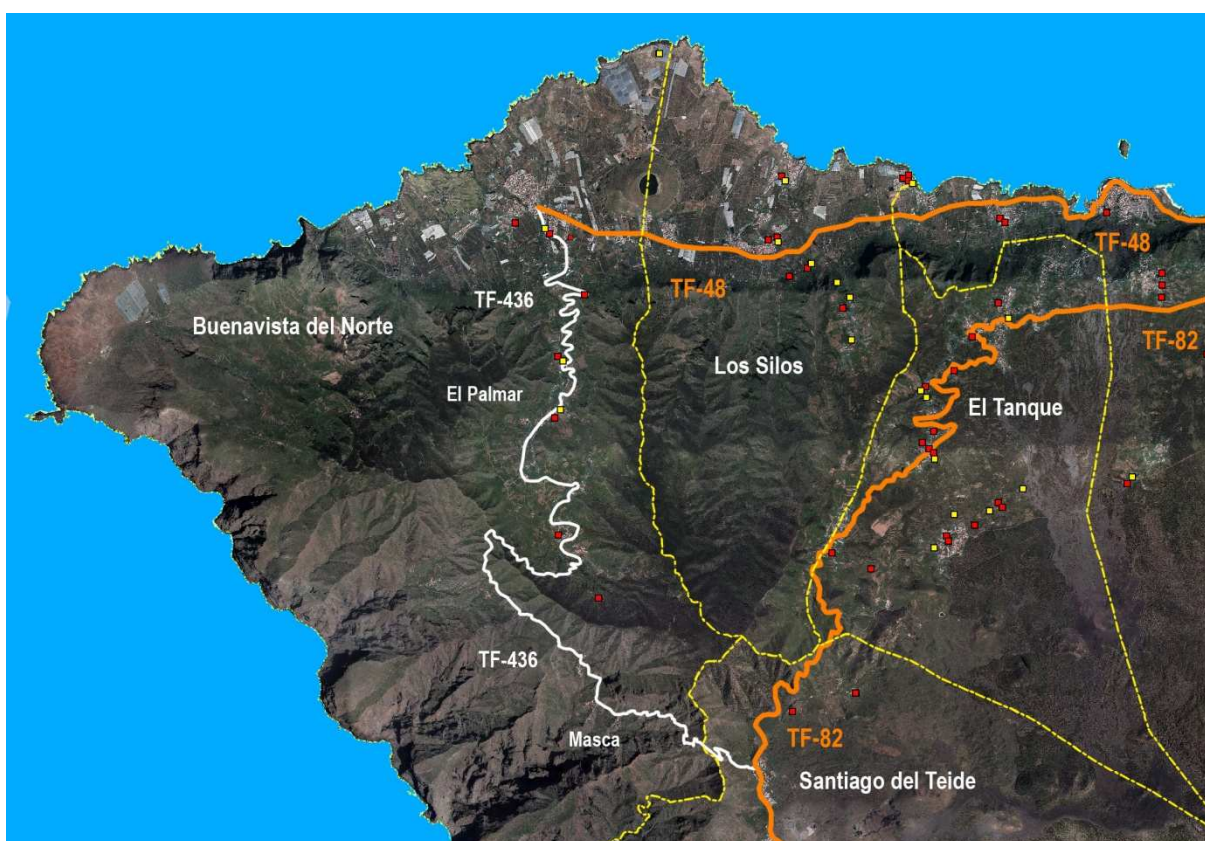 TF-48
TF-48
TF-436
Buenavista del Norte
TF-82
Los Silos
El Palmar
El Tanque
TF-436
Masca
TF-82
Santiago del Teide